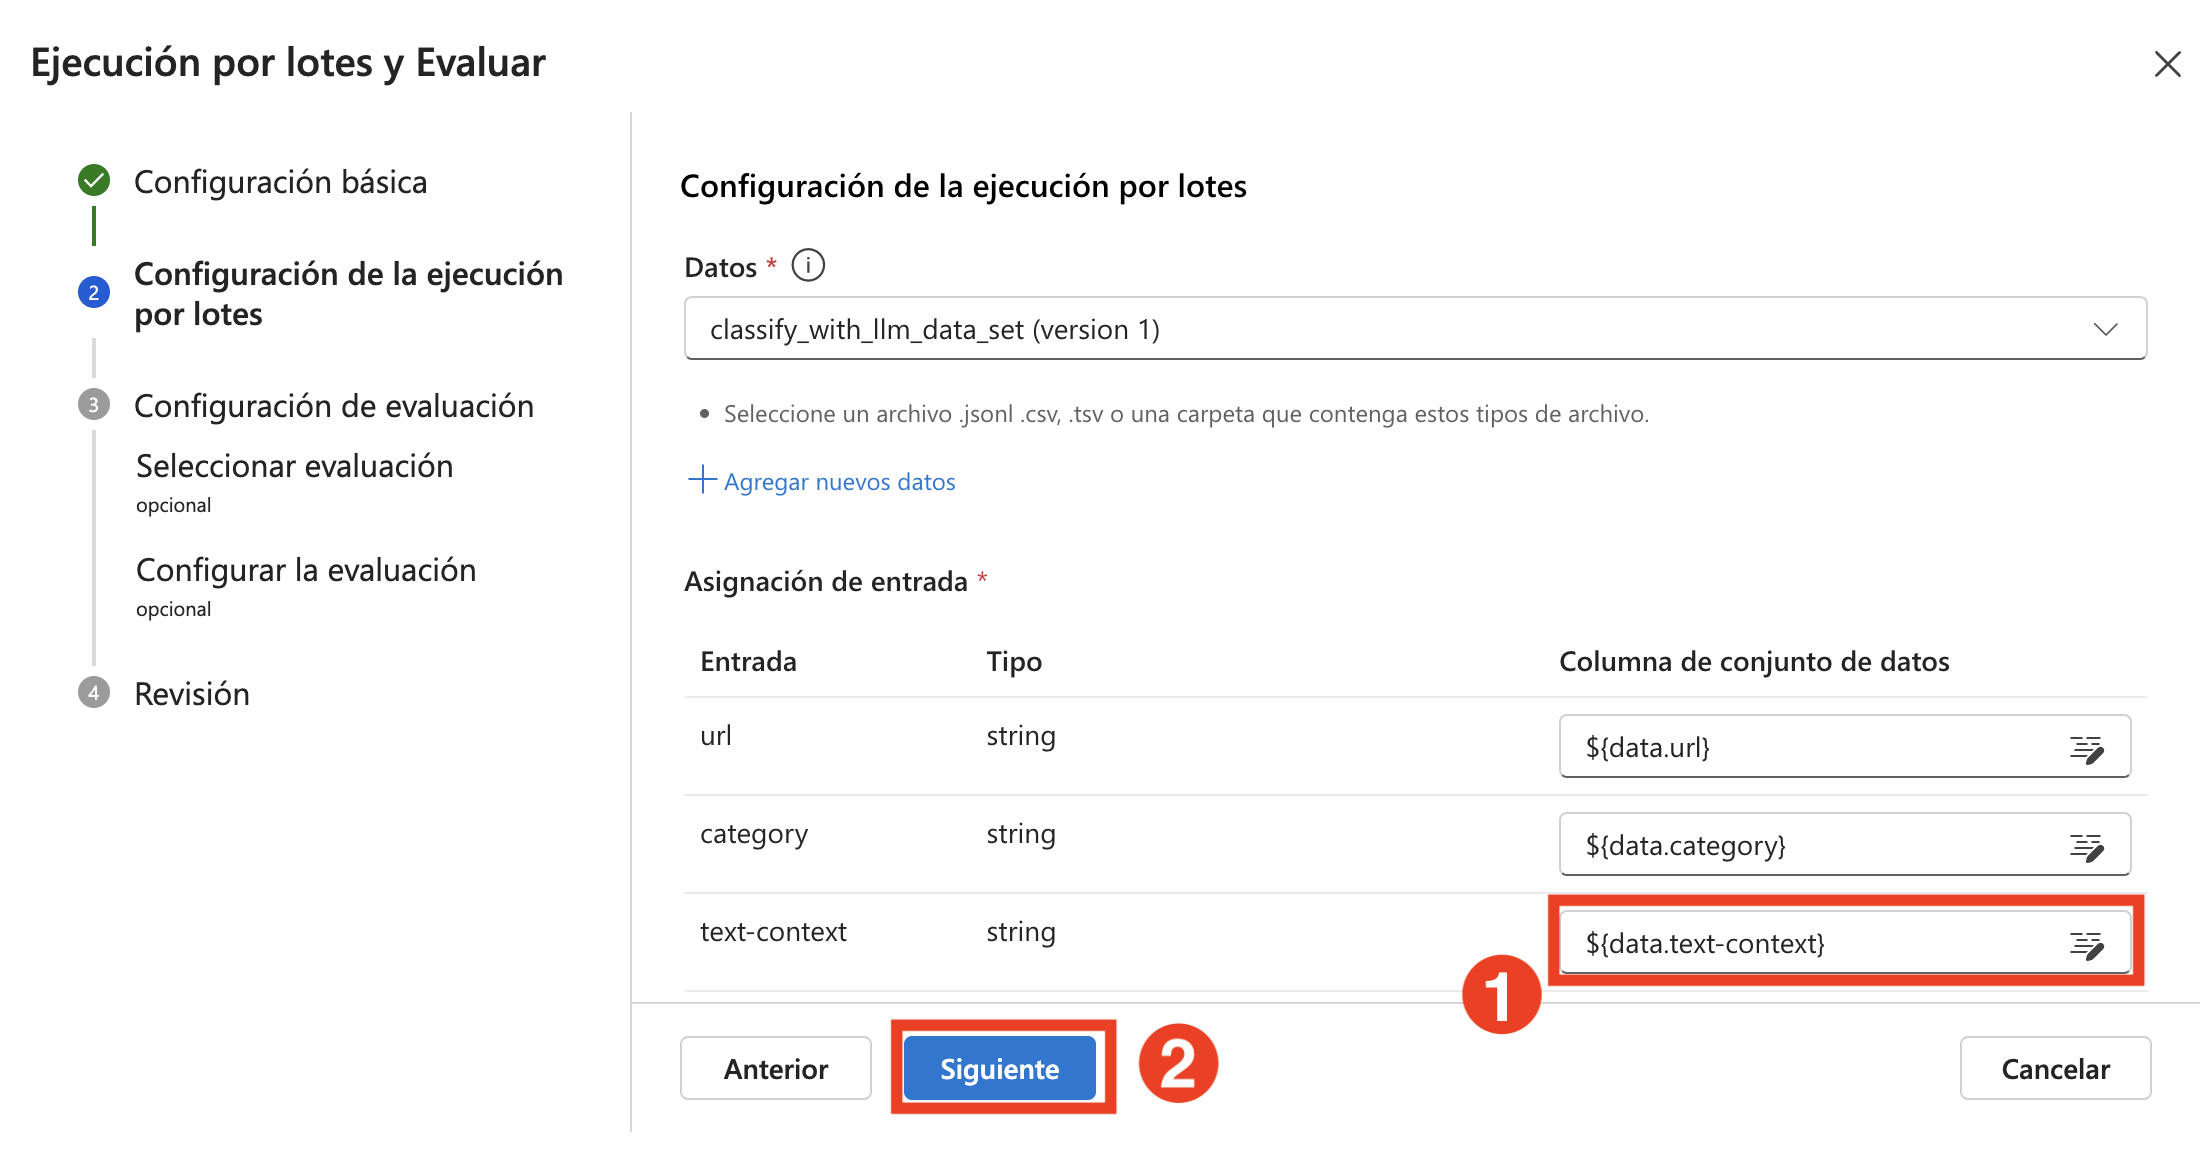 Ejecución por lotes y Evaluar
Configuración básica
2
Configuración de la ejecución
por lotes
3
Configuración de evaluación
Seleccionar evaluación
opcional
Configurar la evaluación
opcional
4
Revisión
Configuración de la ejecución por lotes
Datos *
classify_with_llm_data_set (version 1)
• Seleccione un archivo .jsonl .csv, .tsv o una carpeta que contenga estos tipos de archivo.
Agregar nuevos datos
Asignación de entrada *
Entrada Tipo Columna de conjunto de datos
url string ${data.url}
category string ${data.category}
text-context string ${data.text-context}
1
Anterior Siguiente 2 Cancelar